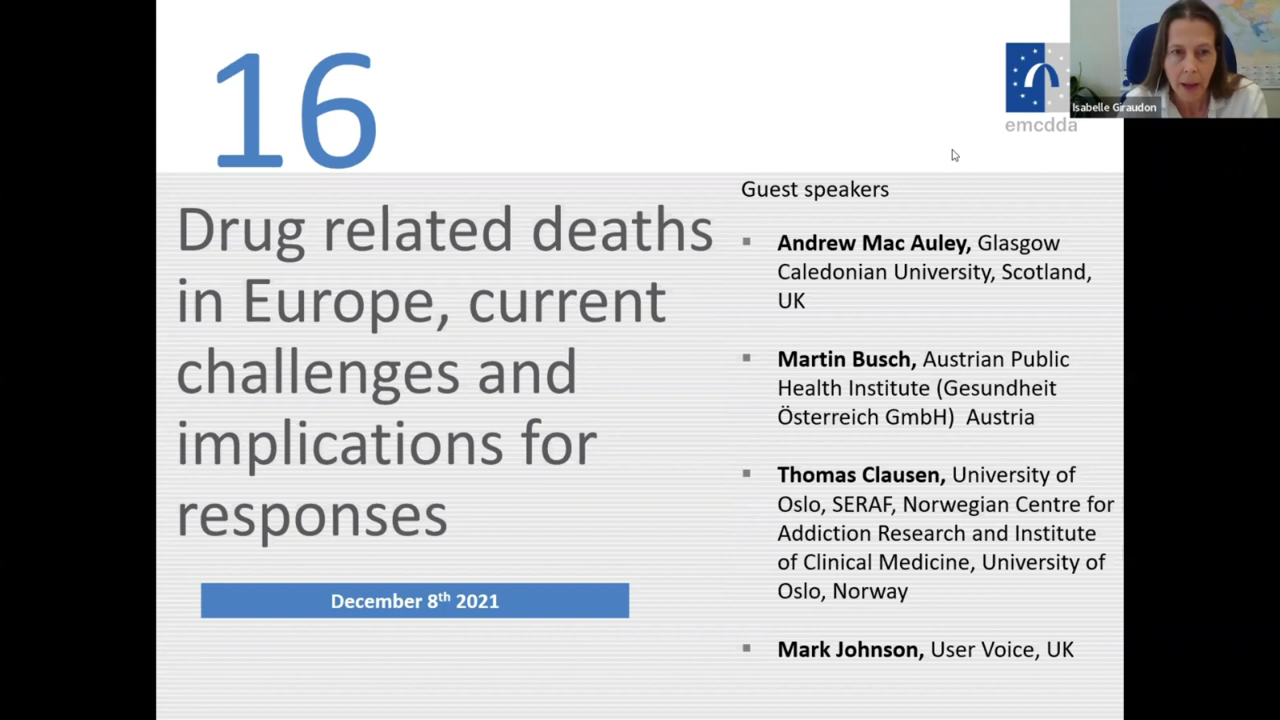 16
Drug related deaths
in Europe, current
challenges and
implications for
responses
December 8th 2021
emcdda
Isabelle Giraudon
Guest speakers
▪ Andrew Mac Auley, Glasgow
Caledonian University, Scotland,
UK
▪ Martin Busch, Austrian Public
Health Institute (Gesundheit
Österreich GmbH) Austria
▪ Thomas Clausen, University of
Oslo, SERAF, Norwegian Centre for
Addiction Research and Institute
of Clinical Medicine, University of
Oslo, Norway
▪ Mark Johnson, User Voice, UK